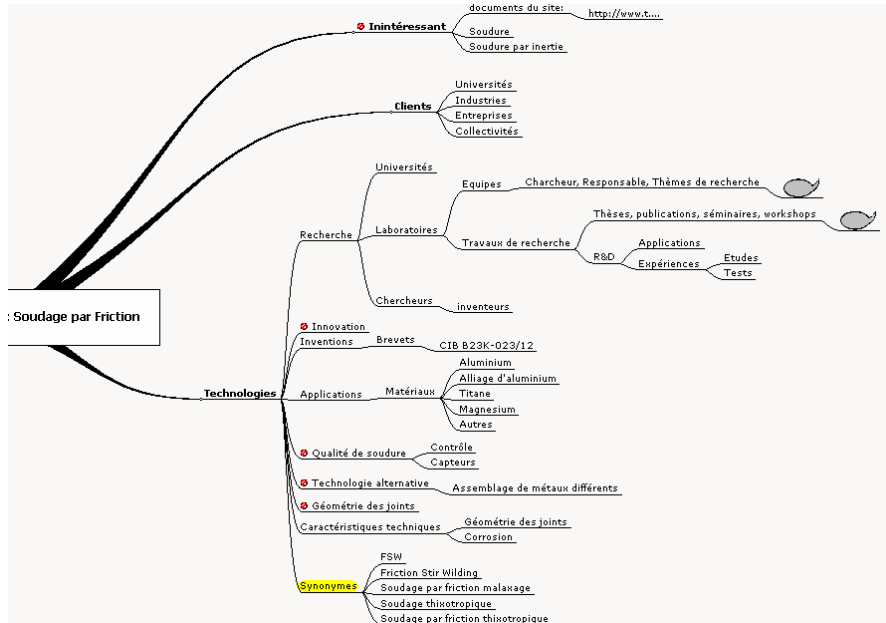 documents du site:
http://www.t....
Inintéressant
Soudure
Soudure par inertie
Universités
Clients
Industries
Entreprises
Collectivités
Universités
Recherche
Laboratoires
Equipes
Charcheur, Responsable, Thèmes de recherche
Travaux de recherche
Thèses, publications, séminaires, workshops
R&D
Applications
Expériences
Etudes
Tests
Chercheurs
inventeurs
: Soudage par Friction
Technologies
Innovation
Inventions
Brevets
CIB B23K-023/12
Applications
Matériaux
Aluminium
Alliage d'aluminium
Titane
Magnesium
Autres
Qualité de soudure
Contrôle
Capteurs
Technologie alternative
Assemblage de métaux différents
Géométrie des joints
Caractéristiques techniques
Géométrie des joints
Corrosion
Synonymes
FSW
Friction Stir Wilding
Soudage par friction malaxage
Soudage thixotropique
Soudage par friction thixotropique